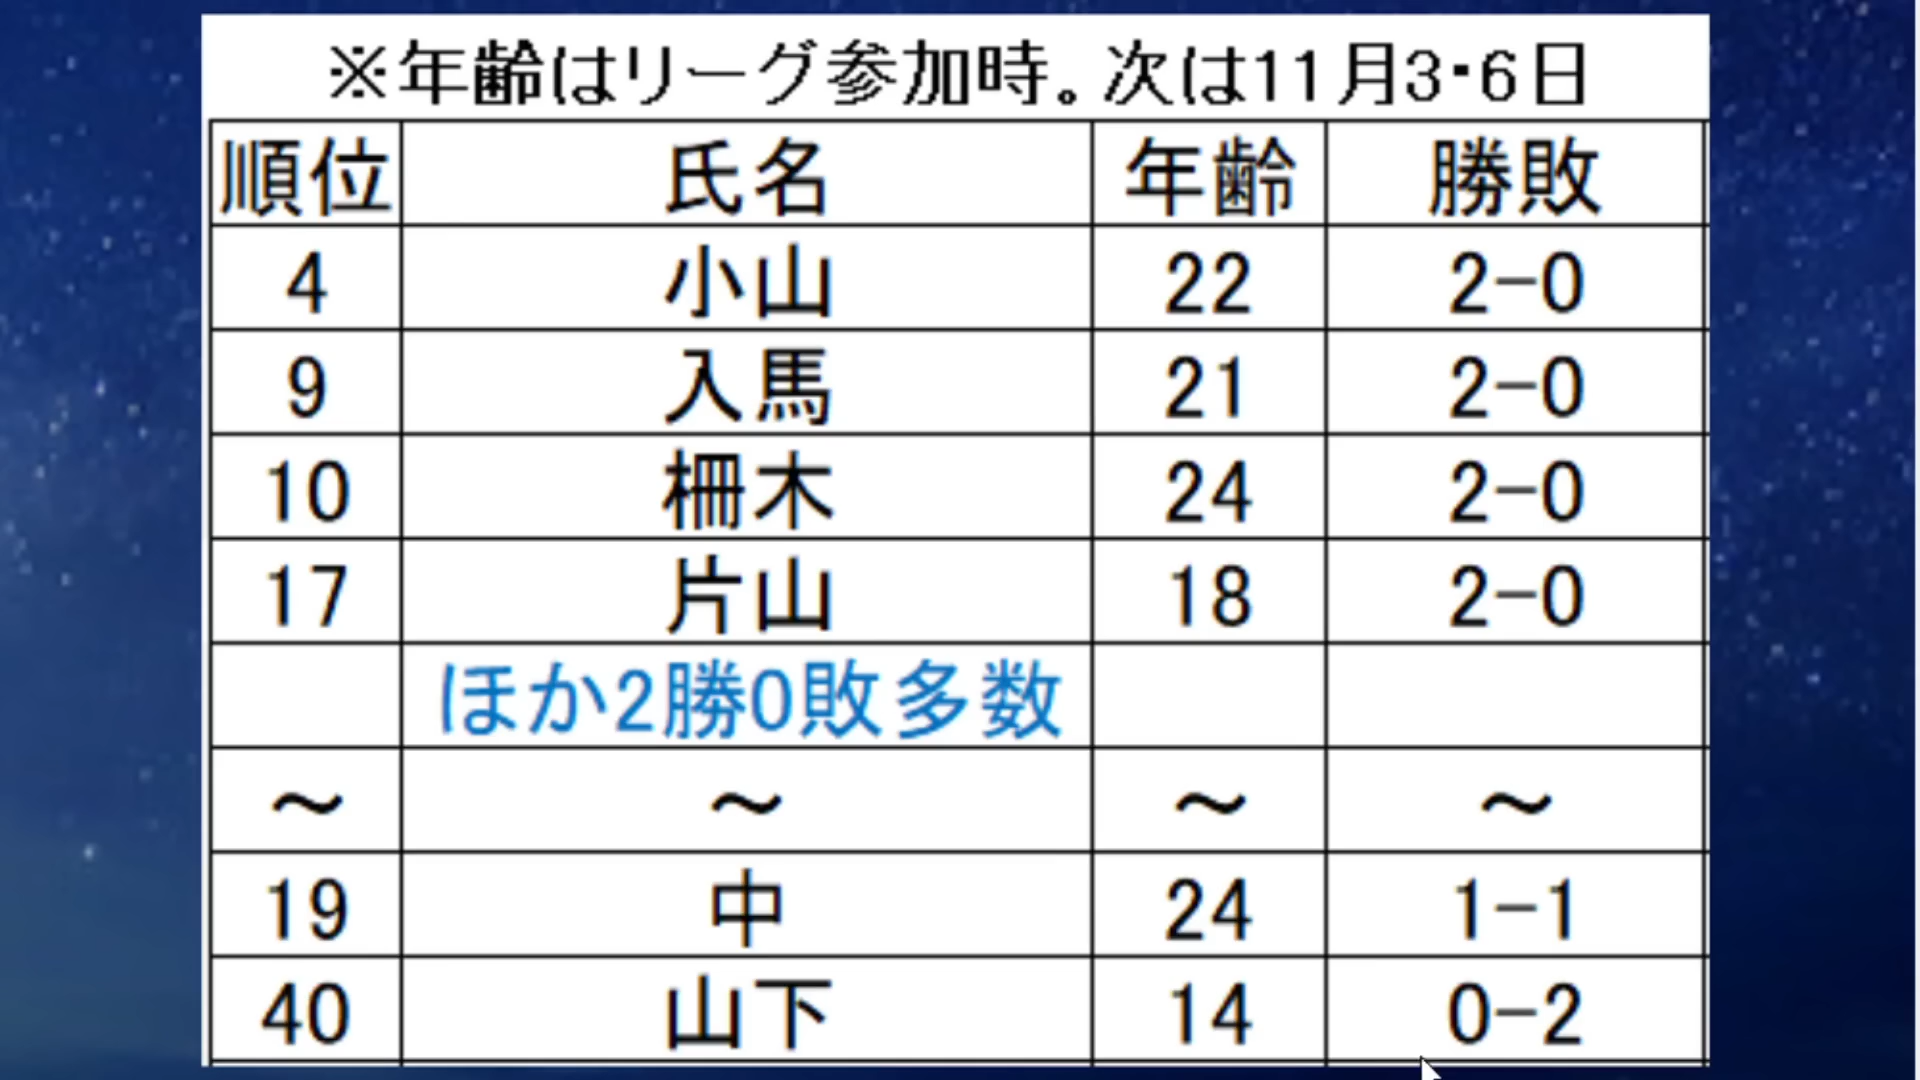 ※年齢はリーグ参加時。次は11月3・6日
順位 氏名 年齢 勝敗
4 小山 22 2-0
9 入馬 21 2-0
10 柵木 24 2-0
17 片山 18 2-0
ほか2勝0敗多数
～ ～ ～ ～
19 中 24 1-1
40 山下 14 0-2